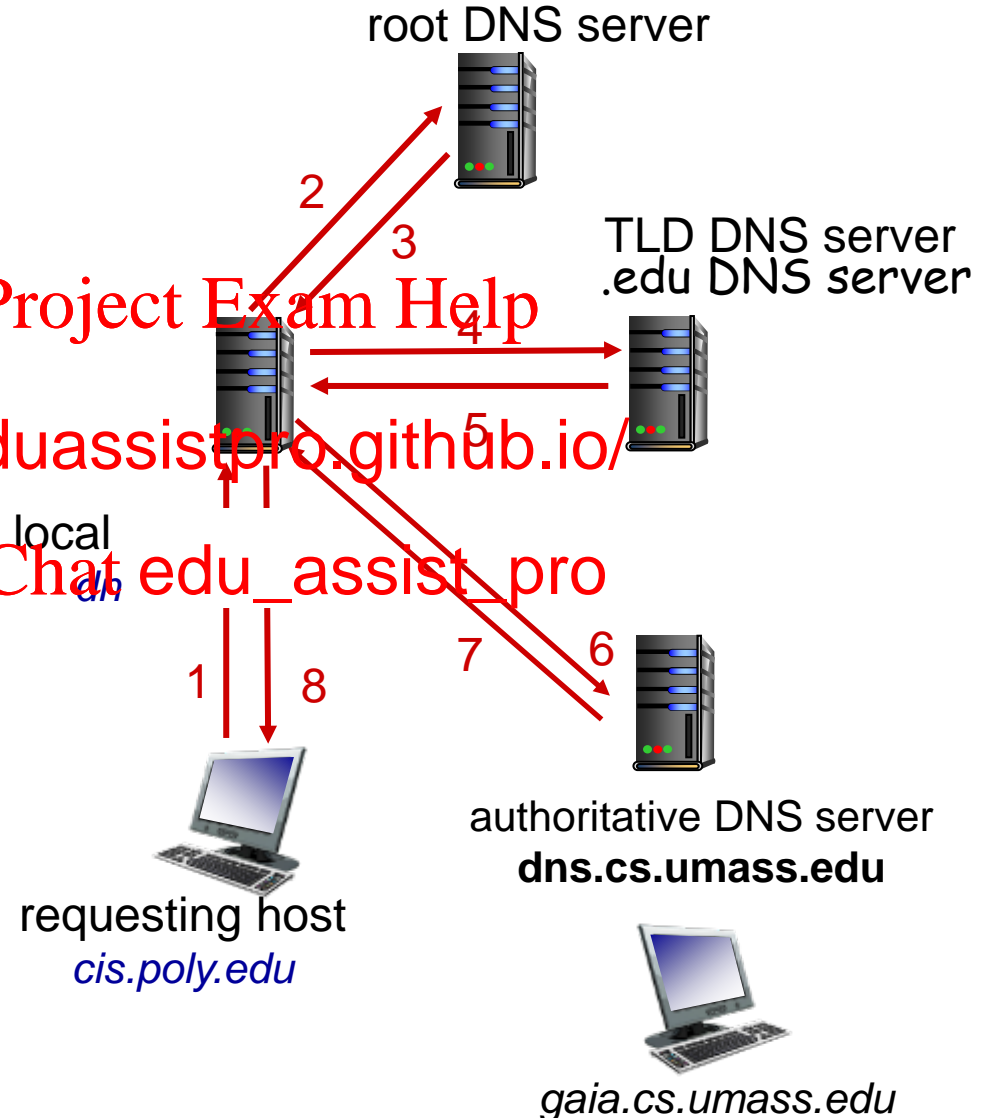 root DNS server
2
3
TLD DNS server
.edu DNS server
Project Exam Help
4
5
duassistpro.github.io/
local
dn
Chat edu_assist_pro
1
8
7
6
authoritative DNS server
dns.cs.umass.edu
requesting host
cis.poly.edu
gaia.cs.umass.edu